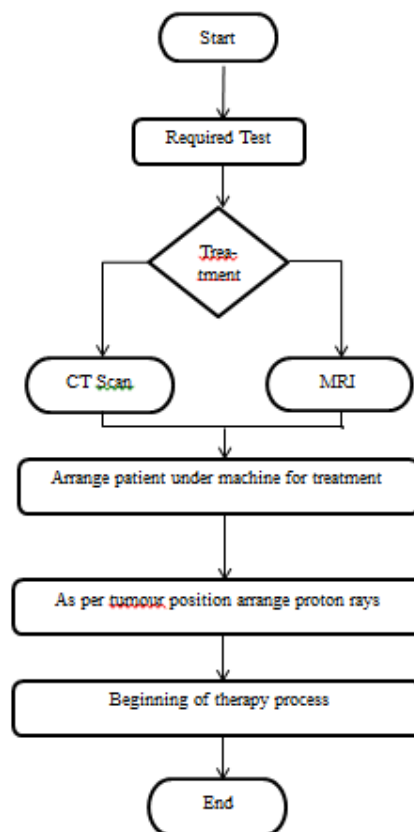 Start
Required Test
Trea-
tment
CT Scan
MRI
Arrange patient under machine for treatment
As per tumour position arrange proton rays
Beginning of therapy process
End